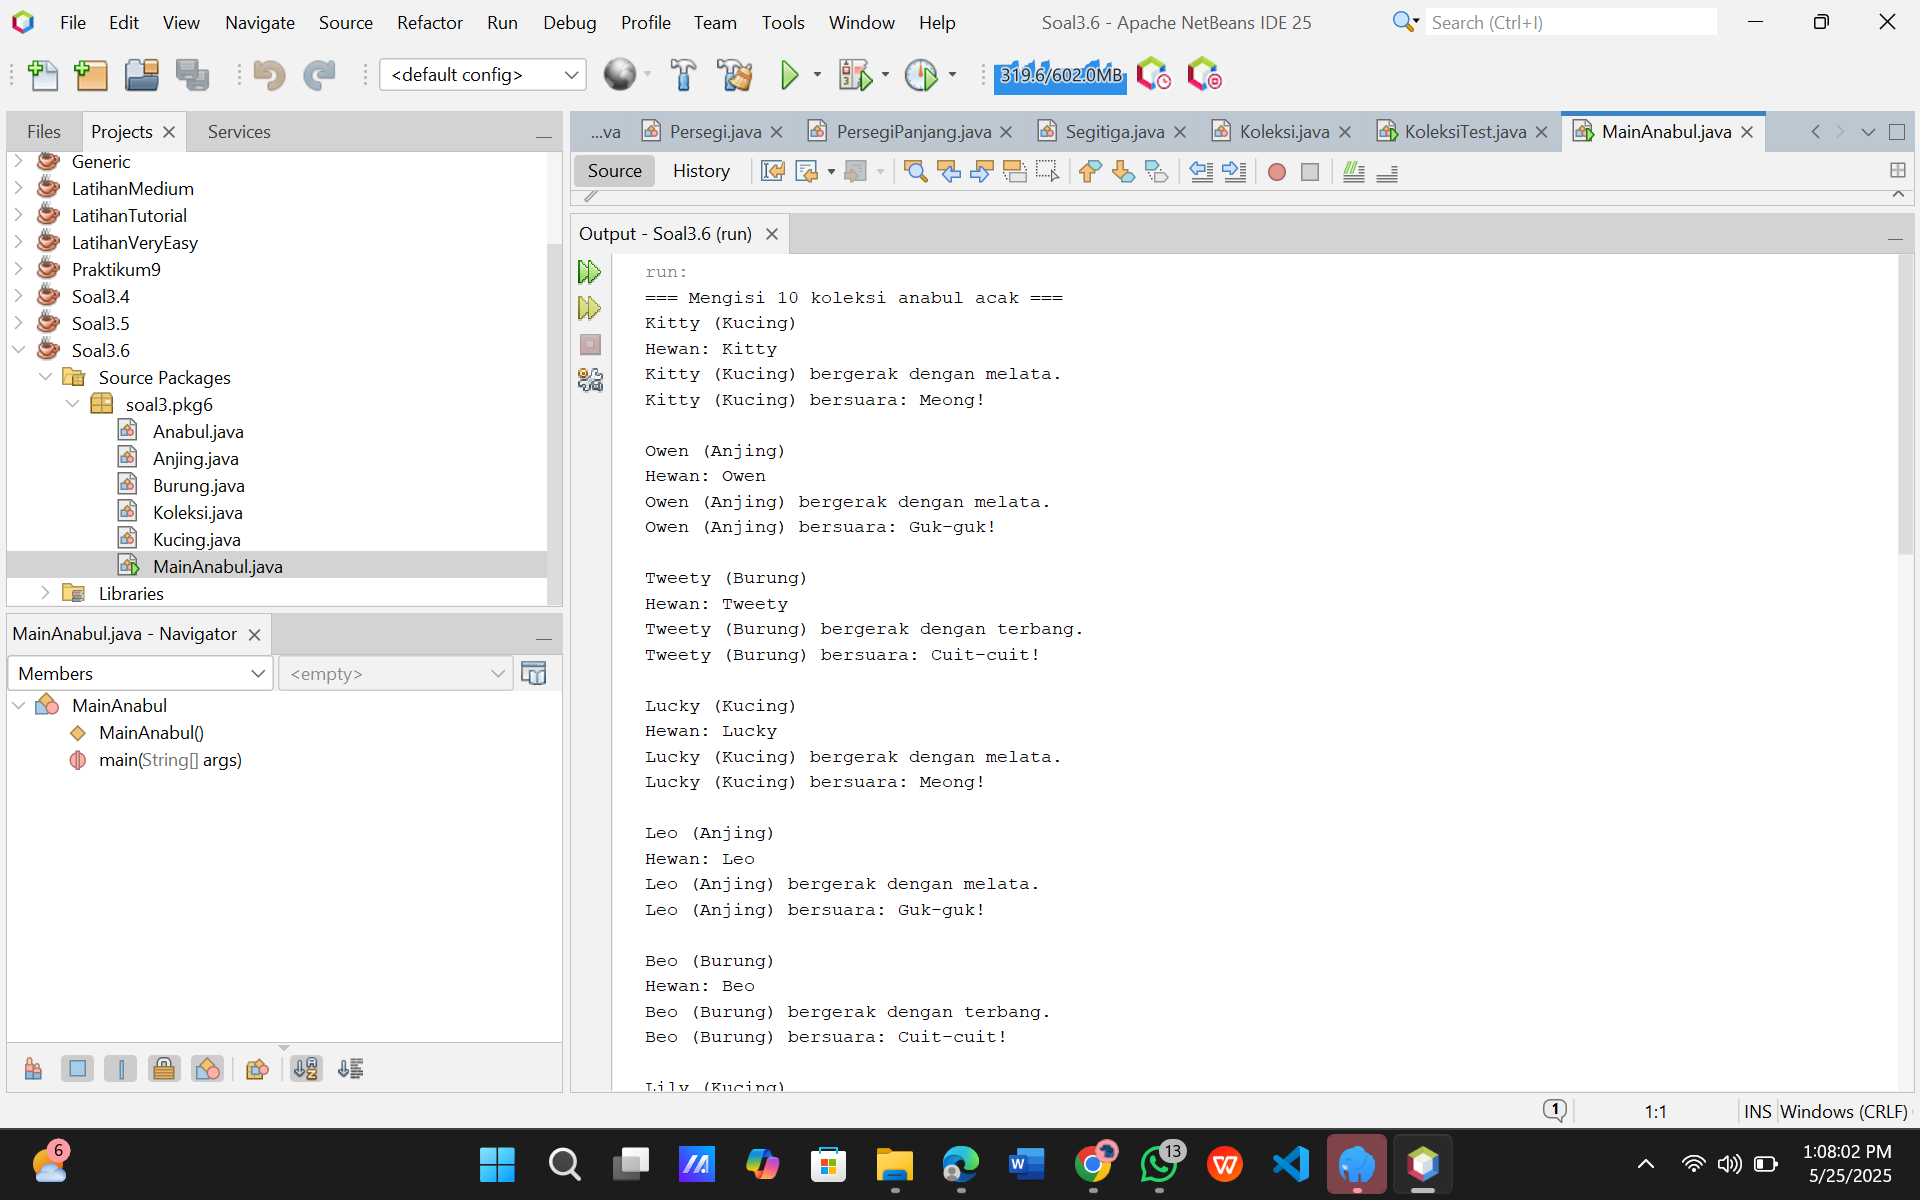 File Edit View Navigate Source Refactor Run Debug Profile Team Tools Window Help
Soal3.6 - Apache NetBeans IDE 25
Search (Ctrl+I)
<default config>
319.6/602.0MB
Files Projects Services
...va Persegi.java PersegiPanjang.java Segitiga.java Koleksi.java KoleksiTest.java MainAnabul.java
Source History
Generic
LatihanMedium
LatihanTutorial
LatihanVeryEasy
Praktikum9
Soal3.4
Soal3.5
Soal3.6
Source Packages
soal3.pkg6
Anabul.java
Anjing.java
Burung.java
Koleksi.java
Kucing.java
MainAnabul.java
Libraries
MainAnabul.java - Navigator
Members <empty>
MainAnabul
MainAnabul()
main(String[] args)
Output - Soal3.6 (run)
run:
=== Mengisi 10 koleksi anabul acak ===
Kitty (Kucing)
Hewan: Kitty
Kitty (Kucing) bergerak dengan melata.
Kitty (Kucing) bersuara: Meong!
Owen (Anjing)
Hewan: Owen
Owen (Anjing) bergerak dengan melata.
Owen (Anjing) bersuara: Guk-guk!
Tweety (Burung)
Hewan: Tweety
Tweety (Burung) bergerak dengan terbang.
Tweety (Burung) bersuara: Cuit-cuit!
Lucky (Kucing)
Hewan: Lucky
Lucky (Kucing) bergerak dengan melata.
Lucky (Kucing) bersuara: Meong!
Leo (Anjing)
Hewan: Leo
Leo (Anjing) bergerak dengan melata.
Leo (Anjing) bersuara: Guk-guk!
Beo (Burung)
Hewan: Beo
Beo (Burung) bergerak dengan terbang.
Beo (Burung) bersuara: Cuit-cuit!
Lily (Kucing)
1
1:1
INS Windows (CRLF)
6
13
1:08:02 PM
5/25/2025